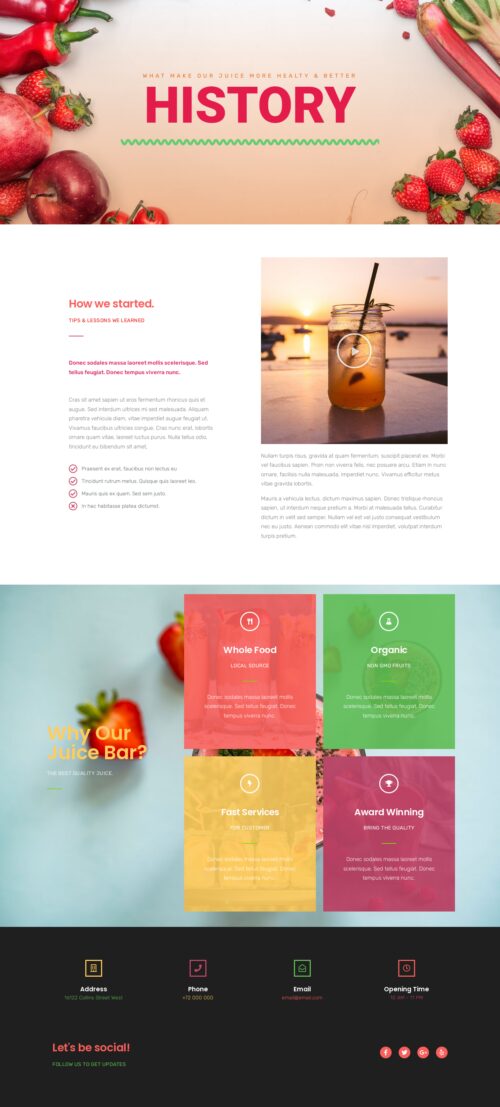 WHAT MAKE OUR JUICE MORE HEALTY & BETTER
HISTORY
How we started.
TIPS & LESSONS WE LEARNED
Donec sodales massa laoreet mollis scelerisque. Sed
tellus feugiat. Donec tempus viverra nunc.
Cras sit amet sapien ut eros fermentum rhoncus quis et
augue. Sed interdum ultrices mi sed malesuada. Aliquam
pharetra vehicula diam, vitae imperdiet augue feugiat ut.
Vivamus faucibus ultricies congue. Cras nunc erat, lobortis
ornare quam vitae, laoreet luctus purus. Nulla tellus odio,
tincidunt eu bibendum sit amet.
Praesent ex erat, faucibus non lectus eu
Tincidunt rutrum metus. Quisque quis laoreet leo.
Mauris quis ex quam. Sed sem justo
In hac habitasse platea dictumst.
Nullam turpis risus, gravida at quam fermentum, suscipit placerat ex. Morbi
vel faucibus sapien. Proin non viverra felis, nec posuere arcu. Etiam in nunc
ornare, facilisis nulla malesuada, imperdiet nunc. Vivamus efficitur metus
vitae gravida lobortis.
Mauris a vehicula lectus, dictum maximus sapien. Donec tristique rhoncus
sapien, ut interdum neque pretium a. Morbi at malesuada tellus. Curabitur
dictum in velit sed semper. Nullam vel est vel justo consequat vestibulum
nec eu justo. Aenean commodo elit vitae nisl imperdiet, volutpat interdum
turpis pretium.
Why Our
Juice Bar?
THE BEST QUALITY JUICE.
Whole Food
LOCAL SOURCE
Donec sodales massa laoreet mollis
scelerisque. Sed tellus feugiat. Donec
tempus viverra nunc.
Organic
NON GMO FRUITS
Donec sodales massa laoreet mollis
scelerisque. Sed tellus feugiat. Donec
tempus viverra nunc.
Fast Services
FOR CUSTOMER
Donec sodales massa laoreet mollis
scelerisque. Sed tellus feugiat. Donec
tempus viverra nunc.
Award Winning
BRING THE QUALITY
Donec sodales massa laoreet mollis
scelerisque. Sed tellus feugiat. Donec
tempus viverra nunc.
Address
16122 Collins Street West
Phone
+72 000 000
Email
email@email.com
Opening Time
10 AM - 11 PM
Let's be social!
FOLLOW US TO GET UPDATES